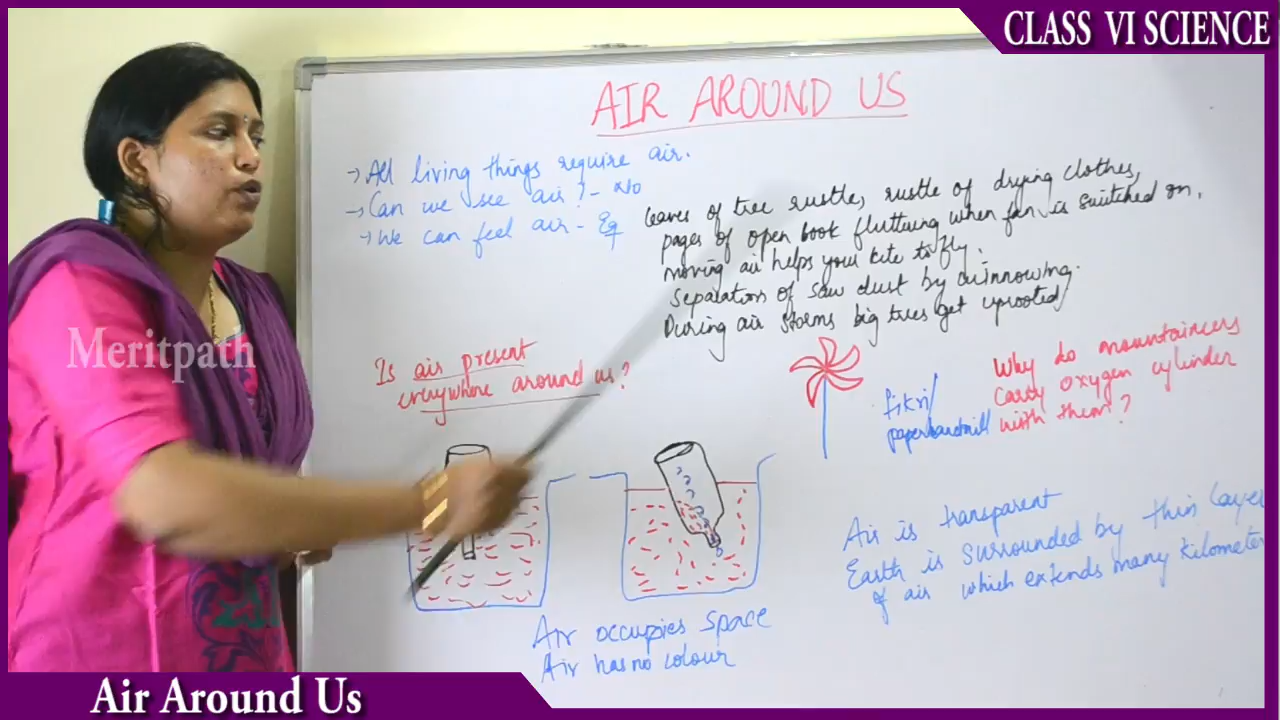 CLASS VI SCIENCE
AIR AROUND US
→ All living things require air.
→ Can we see air? - No
→ We can feel air - Eg
leaves of tree rustle, rustle of drying clothes,
pages of open book fluttering when fan is switched on.
moving air helps your kite to fly.
Separation of saw dust by winnowing.
During air storms big trees get uprooted
Meritpath
Is air present
everywhere around us?
fikri/
paper
Why do mountaineers
carry oxygen cylinder
with them?
Air is transparent
Earth is surrounded by thin layer
of air which extends many kilometer
Air occupies space
Air has no colour
Air Around Us